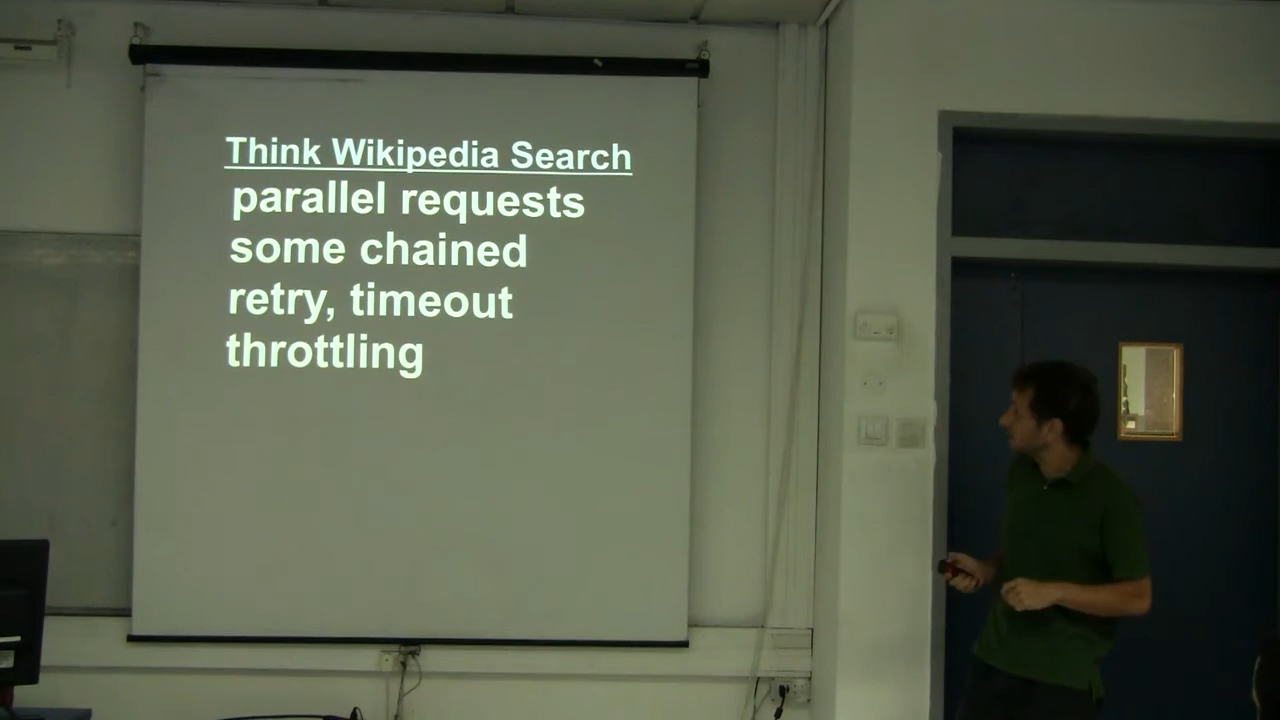 Think Wikipedia Search
parallel requests
some chained
retry, timeout
throttling